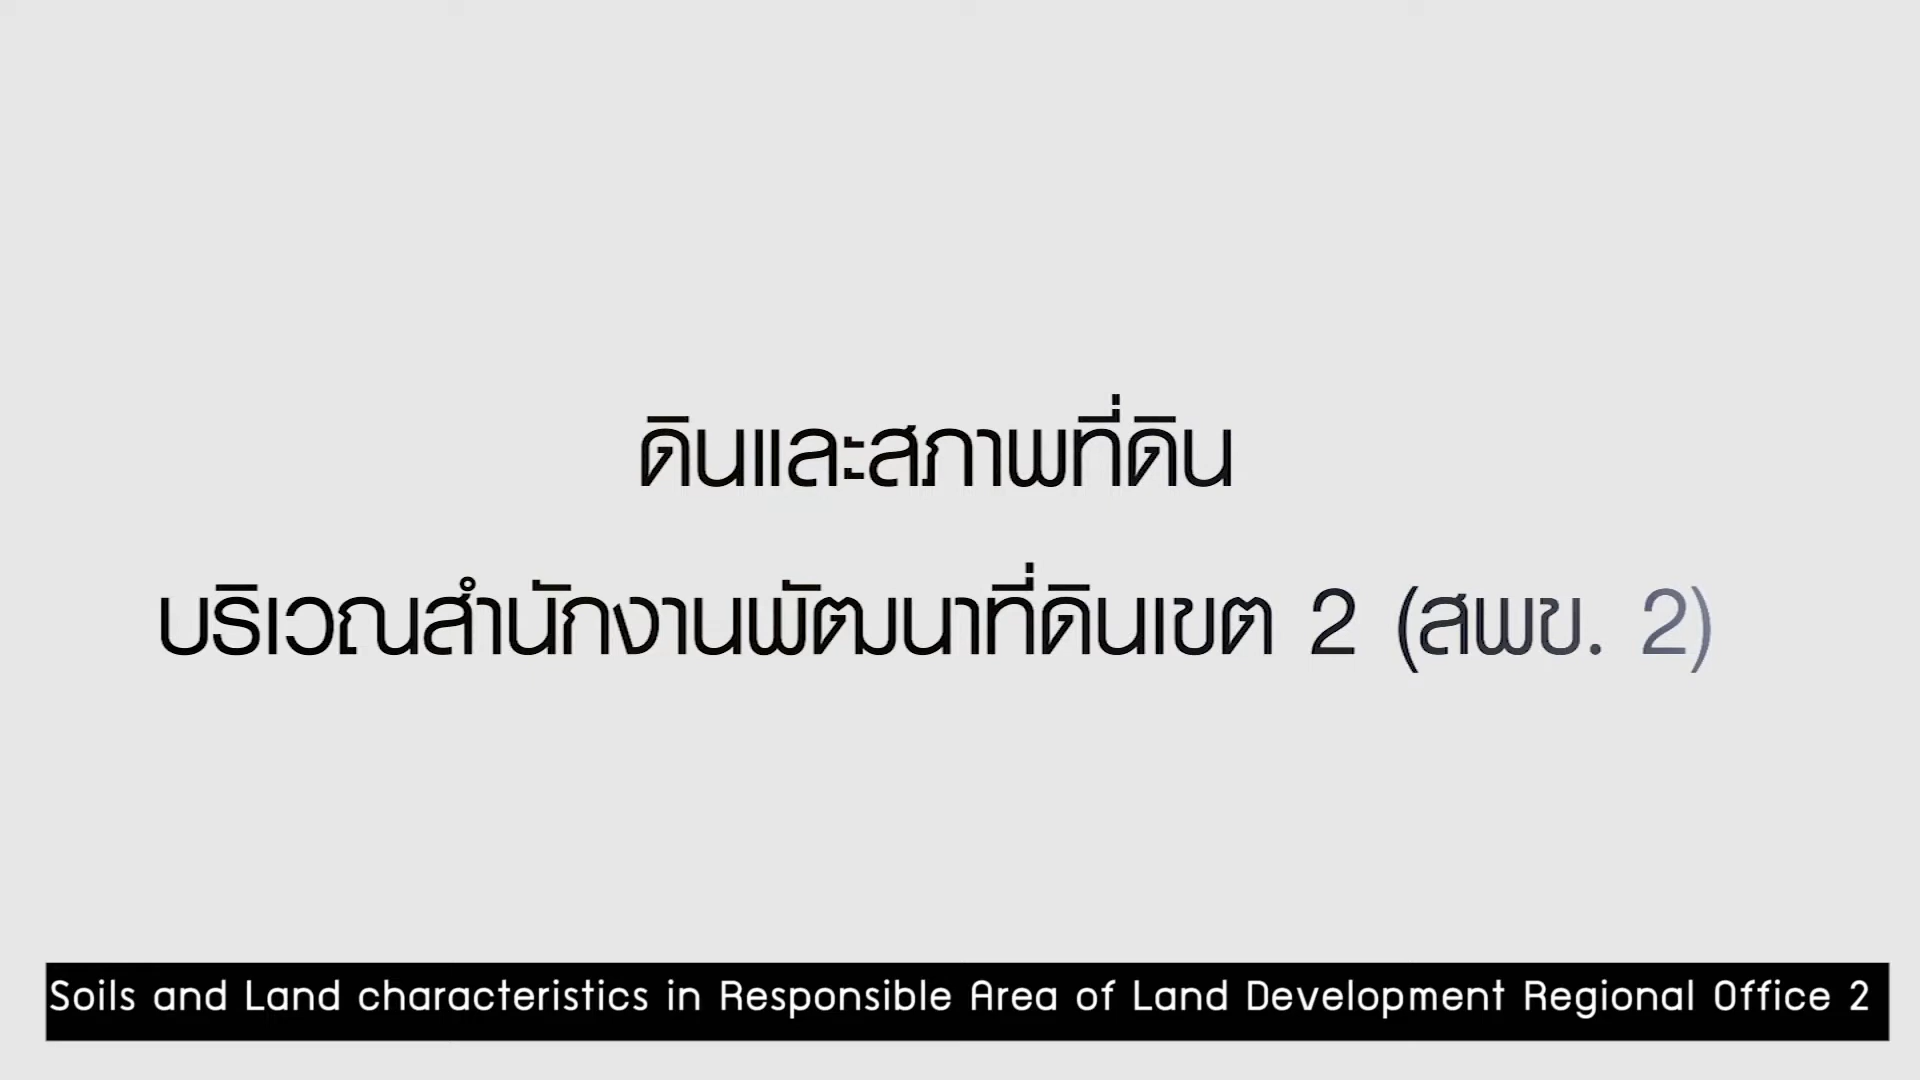 ดินและสภาพที่ดิน
บริเวณสำนักงานพัฒนาที่ดินเขต 2 (สพข. 2)
Soils and Land characteristics in Responsible Area of Land Development Regional Office 2